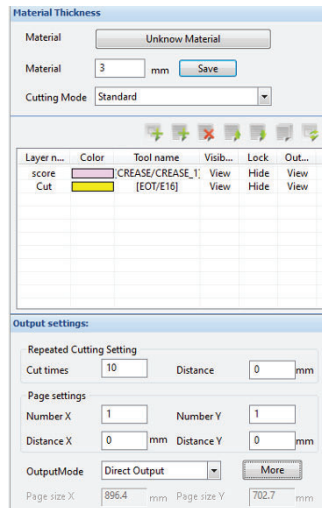 Material Thickness
Material Unknow Material
Material 3 mm Save
Cutting Mode Standard
Layer n... Color Tool name Visib... Lock Out...
score [CREASE/CREASE_1] View Hide View
Cut [EOT/E16] View Hide View
Output settings:
Repeated Cutting Setting
Cut times 10 Distance 0 mm
Page settings
Number X 1 Number Y 1
Distance X 0 mm Distance Y 0 mm
OutputMode Direct Output More
Page size X 896.4 mm Page size Y 702.7 mm